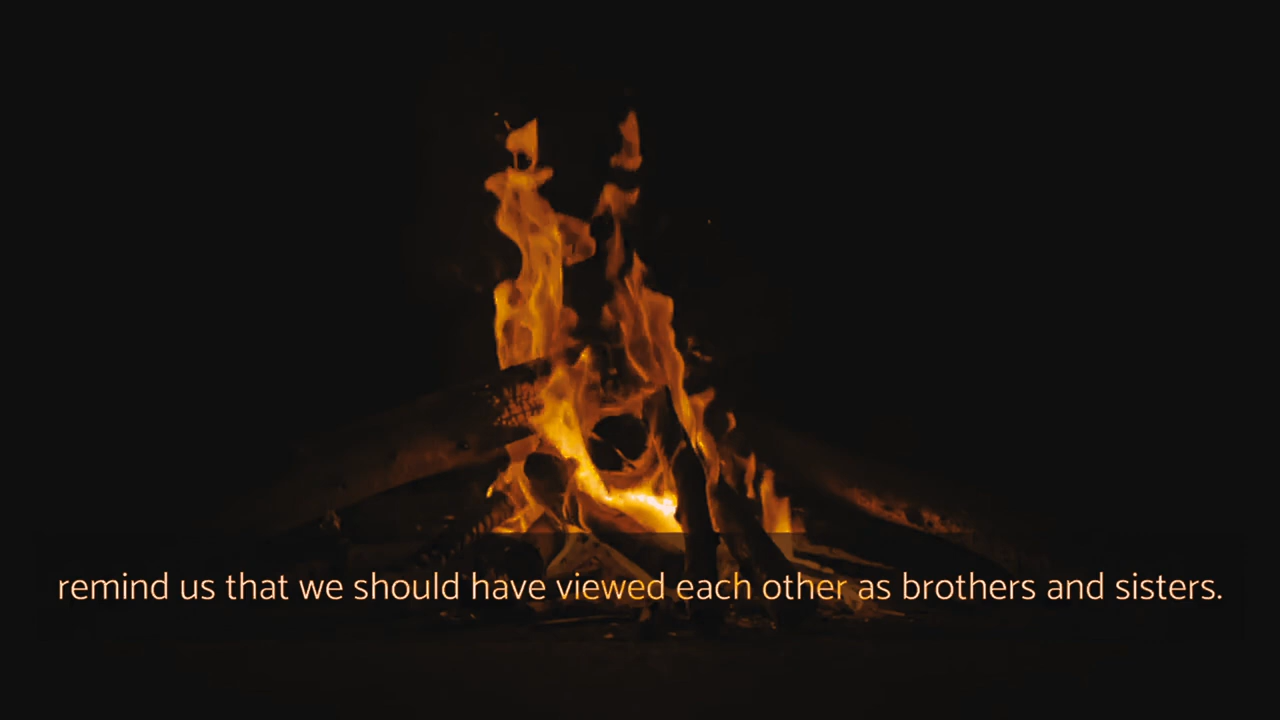 remind us that we should have viewed each other as brothers and sisters.